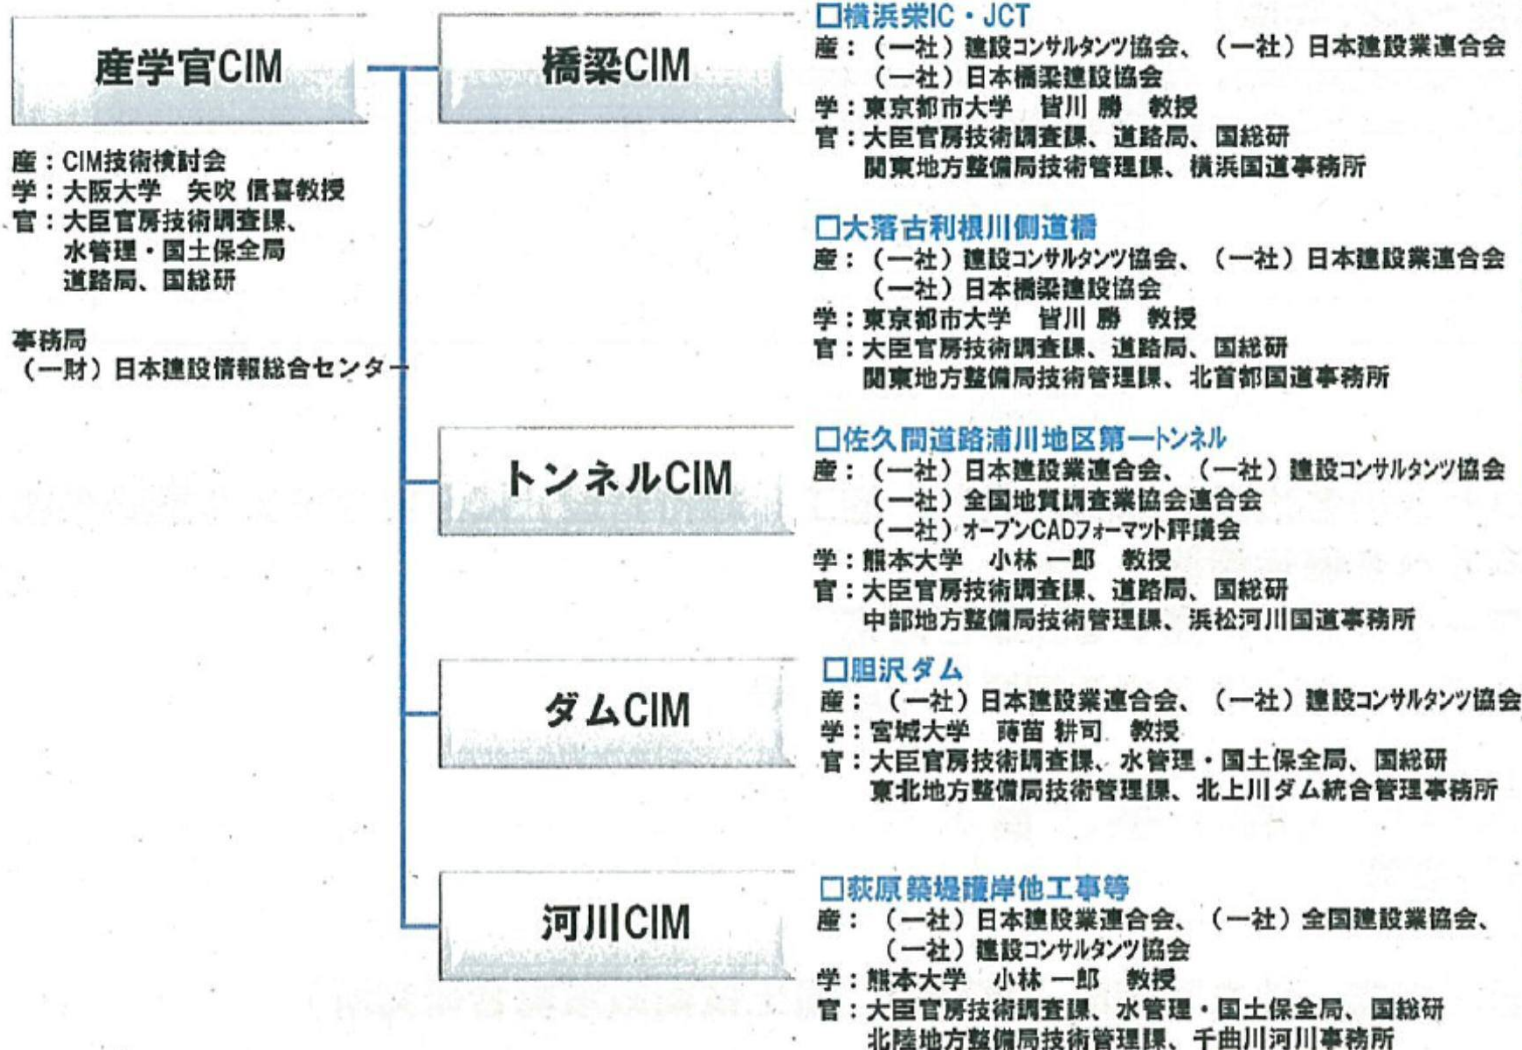 産学官CIM
産：CIM技術検討会
学：大阪大学　矢吹 信喜教授
官：大臣官房技術調査課、
水管理・国土保全局
道路局、国総研
事務局
（一財）日本建設情報総合センター
橋梁CIM
□横浜栄IC・JCT
産：（一社）建設コンサルタンツ協会、（一社）日本建設業連合会
（一社）日本橋梁建設協会
学：東京都市大学　皆川 勝　教授
官：大臣官房技術調査課、道路局、国総研
関東地方整備局技術管理課、横浜国道事務所
□大落古利根川側道橋
産：（一社）建設コンサルタンツ協会、（一社）日本建設業連合会
（一社）日本橋梁建設協会
学：東京都市大学　皆川 勝　教授
官：大臣官房技術調査課、道路局、国総研
関東地方整備局技術管理課、北首都国道事務所
トンネルCIM
□佐久間道路浦川地区第一トンネル
産：（一社）日本建設業連合会、（一社）建設コンサルタンツ協会
（一社）全国地質調査業協会連合会
（一社）オープンCADフォーマット評議会
学：熊本大学　小林 一郎　教授
官：大臣官房技術調査課、道路局、国総研
中部地方整備局技術管理課、浜松河川国道事務所
ダムCIM
□胆沢ダム
産：（一社）日本建設業連合会、（一社）建設コンサルタンツ協会
学：宮城大学　蒔苗 耕司　教授
官：大臣官房技術調査課、水管理・国土保全局、国総研
東北地方整備局技術管理課、北上川ダム統合管理事務所
河川CIM
□荻原築堤護岸他工事等
産：（一社）日本建設業連合会、（一社）全国建設業協会、
（一社）建設コンサルタンツ協会
学：熊本大学　小林 一郎　教授
官：大臣官房技術調査課、水管理・国土保全局、国総研
北陸地方整備局技術管理課、千曲川河川事務所